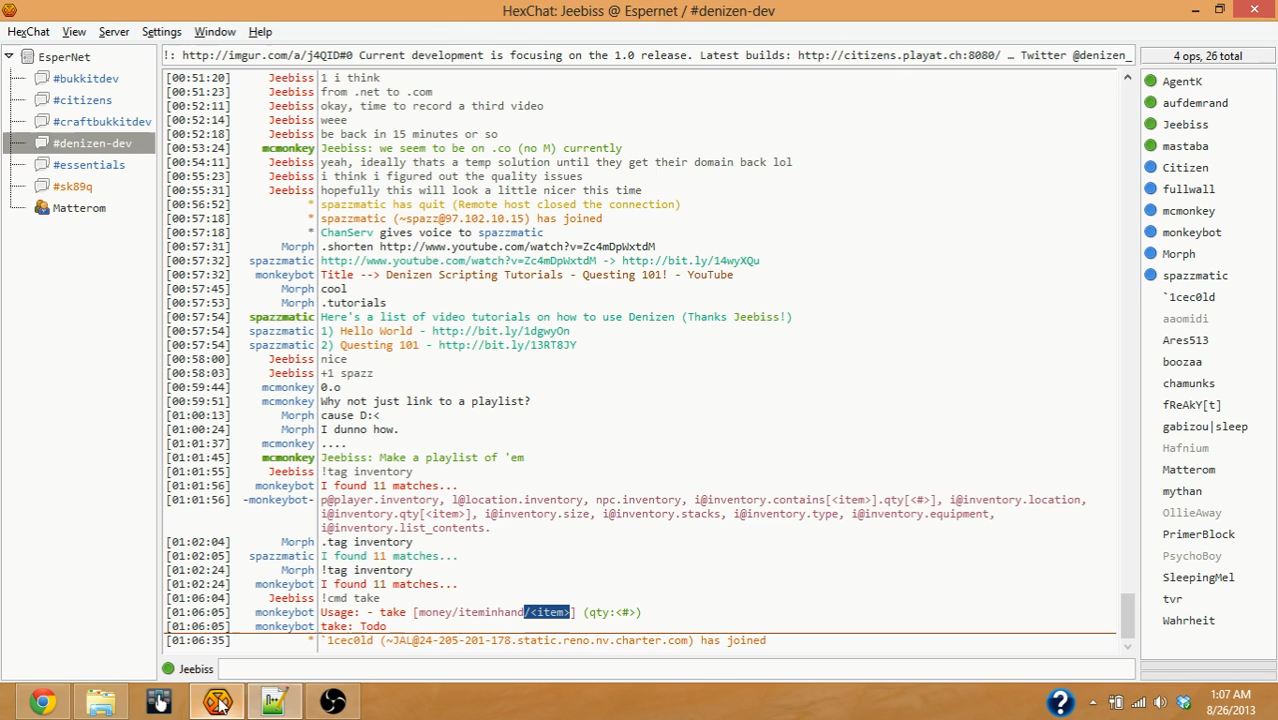 HexChat: Jeebiss @ Espernet / #denizen-dev
HexChat View Server Settings Window Help
EsperNet
#bukkitdev
#citizens
#craftbukkitdev
#denizen-dev
#essentials
#sk89q
Matterom
!: http://imgur.com/a/j4QID#0 Current development is focusing on the 1.0 release. Latest builds: http://citizens.playat.ch:8080/ … Twitter @denizen_
[00:51:20] Jeebiss 1 i think
[00:51:23] Jeebiss from .net to .com
[00:52:11] Jeebiss okay, time to record a third video
[00:52:14] Jeebiss weee
[00:52:18] Jeebiss be back in 15 minutes or so
[00:53:24] mcmonkey Jeebiss: we seem to be on .co (no M) currently
[00:54:11] Jeebiss yeah, ideally thats a temp solution until they get their domain back lol
[00:55:23] Jeebiss i think i figured out the quality issues
[00:55:31] Jeebiss hopefully this will look a little nicer this time
[00:56:52] * spazzmatic has quit (Remote host closed the connection)
[00:57:18] * spazzmatic (~spazz@97.102.10.15) has joined
[00:57:18] * ChanServ gives voice to spazzmatic
[00:57:31] Morph .shorten http://www.youtube.com/watch?v=Zc4mDpWxtdM
[00:57:32] spazzmatic http://www.youtube.com/watch?v=Zc4mDpWxtdM -> http://bit.ly/14wyXQu
[00:57:32] monkeybot Title --> Denizen Scripting Tutorials - Questing 101! - YouTube
[00:57:45] Morph cool
[00:57:53] Morph .tutorials
[00:57:54] spazzmatic Here's a list of video tutorials on how to use Denizen (Thanks Jeebiss!)
[00:57:54] spazzmatic 1) Hello World - http://bit.ly/1dgwyOn
[00:57:54] spazzmatic 2) Questing 101 - http://bit.ly/13RT8JY
[00:58:00] Jeebiss nice
[00:58:03] Jeebiss +1 spazz
[00:59:44] mcmonkey 0.o
[00:59:51] mcmonkey Why not just link to a playlist?
[01:00:13] Morph cause D:<
[01:00:24] Morph I dunno how.
[01:01:37] mcmonkey ....
[01:01:45] mcmonkey Jeebiss: Make a playlist of 'em
[01:01:55] Jeebiss !tag inventory
[01:01:56] monkeybot I found 11 matches...
[01:01:56] -monkeybot- p@player.inventory, l@location.inventory, npc.inventory, i@inventory.contains[<item>].qty[<#>], i@inventory.location,
i@inventory.qty[<item>], i@inventory.size, i@inventory.stacks, i@inventory.type, i@inventory.equipment,
i@inventory.list_contents.
[01:02:04] Morph .tag inventory
[01:02:05] spazzmatic I found 11 matches...
[01:02:24] Morph !tag inventory
[01:02:24] monkeybot I found 11 matches...
[01:06:04] Jeebiss !cmd take
[01:06:05] monkeybot Usage: - take [money/iteminhand/<item>] (qty:<#>)
[01:06:05] monkeybot take: Todo
[01:06:35] * `1cec0ld (~JAL@24-205-201-178.static.reno.nv.charter.com) has joined
Jeebiss
4 ops, 26 total
AgentK
aufdemrand
Jeebiss
mastaba
Citizen
fullwall
mcmonkey
monkeybot
Morph
spazzmatic
`1cec0ld
aaomidi
Ares513
boozaa
chamunks
fReAkY[t]
gabizou|sleep
Hafnium
Matterom
mythan
OllieAway
PrimerBlock
PsychoBoy
SleepingMel
tvr
Wahrheit
1:07 AM
8/26/2013